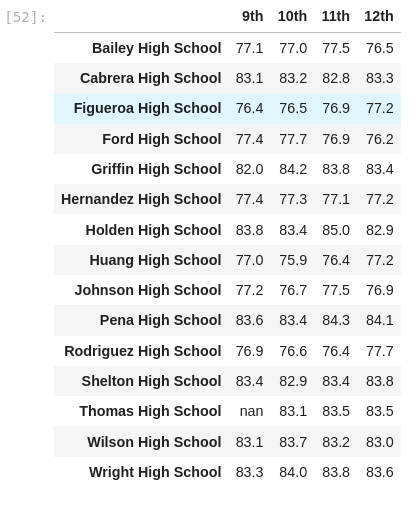 [52]:
9th 10th 11th 12th
Bailey High School 77.1 77.0 77.5 76.5
Cabrera High School 83.1 83.2 82.8 83.3
Figueroa High School 76.4 76.5 76.9 77.2
Ford High School 77.4 77.7 76.9 76.2
Griffin High School 82.0 84.2 83.8 83.4
Hernandez High School 77.4 77.3 77.1 77.2
Holden High School 83.8 83.4 85.0 82.9
Huang High School 77.0 75.9 76.4 77.2
Johnson High School 77.2 76.7 77.5 76.9
Pena High School 83.6 83.4 84.3 84.1
Rodriguez High School 76.9 76.6 76.4 77.7
Shelton High School 83.4 82.9 83.4 83.8
Thomas High School nan 83.1 83.5 83.5
Wilson High School 83.1 83.7 83.2 83.0
Wright High School 83.3 84.0 83.8 83.6